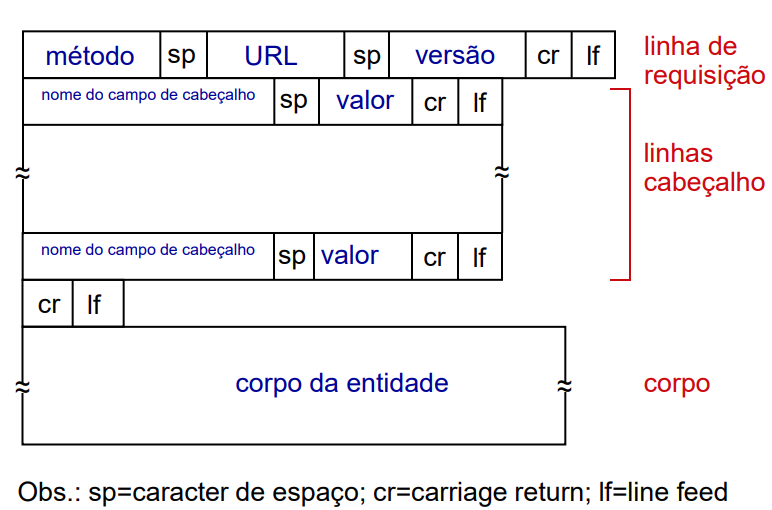 método sp URL sp versão cr lf
linha de
requisição
nome do campo de cabeçalho sp valor cr lf
≈ ≈
linhas
cabeçalho
nome do campo de cabeçalho sp valor cr lf
cr lf
≈ corpo da entidade ≈
corpo
Obs.: sp=caracter de espaço; cr=carriage return; lf=line feed